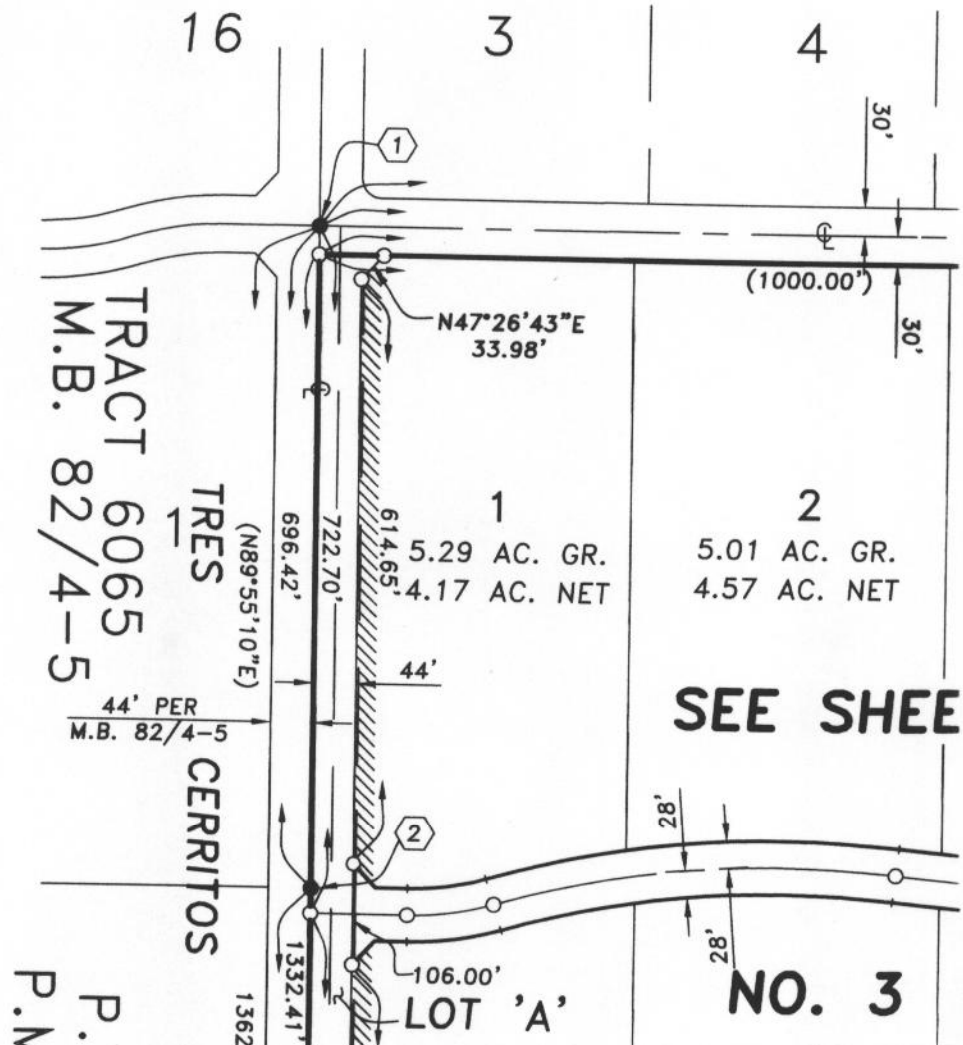 16
3
4
30'
1
℄
(1000.00')
30'
N47°26'43"E
33.98'
TRACT 6065
M.B. 82/4-5
1
TRES
(N89°55'10"E)
696.42'
722.70'
℄
614.65'
1
5.29 AC. GR.
4.17 AC. NET
2
5.01 AC. GR.
4.57 AC. NET
44'
44' PER
M.B. 82/4-5
SEE SHEE
CERRITOS
2
28'
28'
1332.41'
1362
106.00'
LOT 'A'
NO. 3
P.
P.M